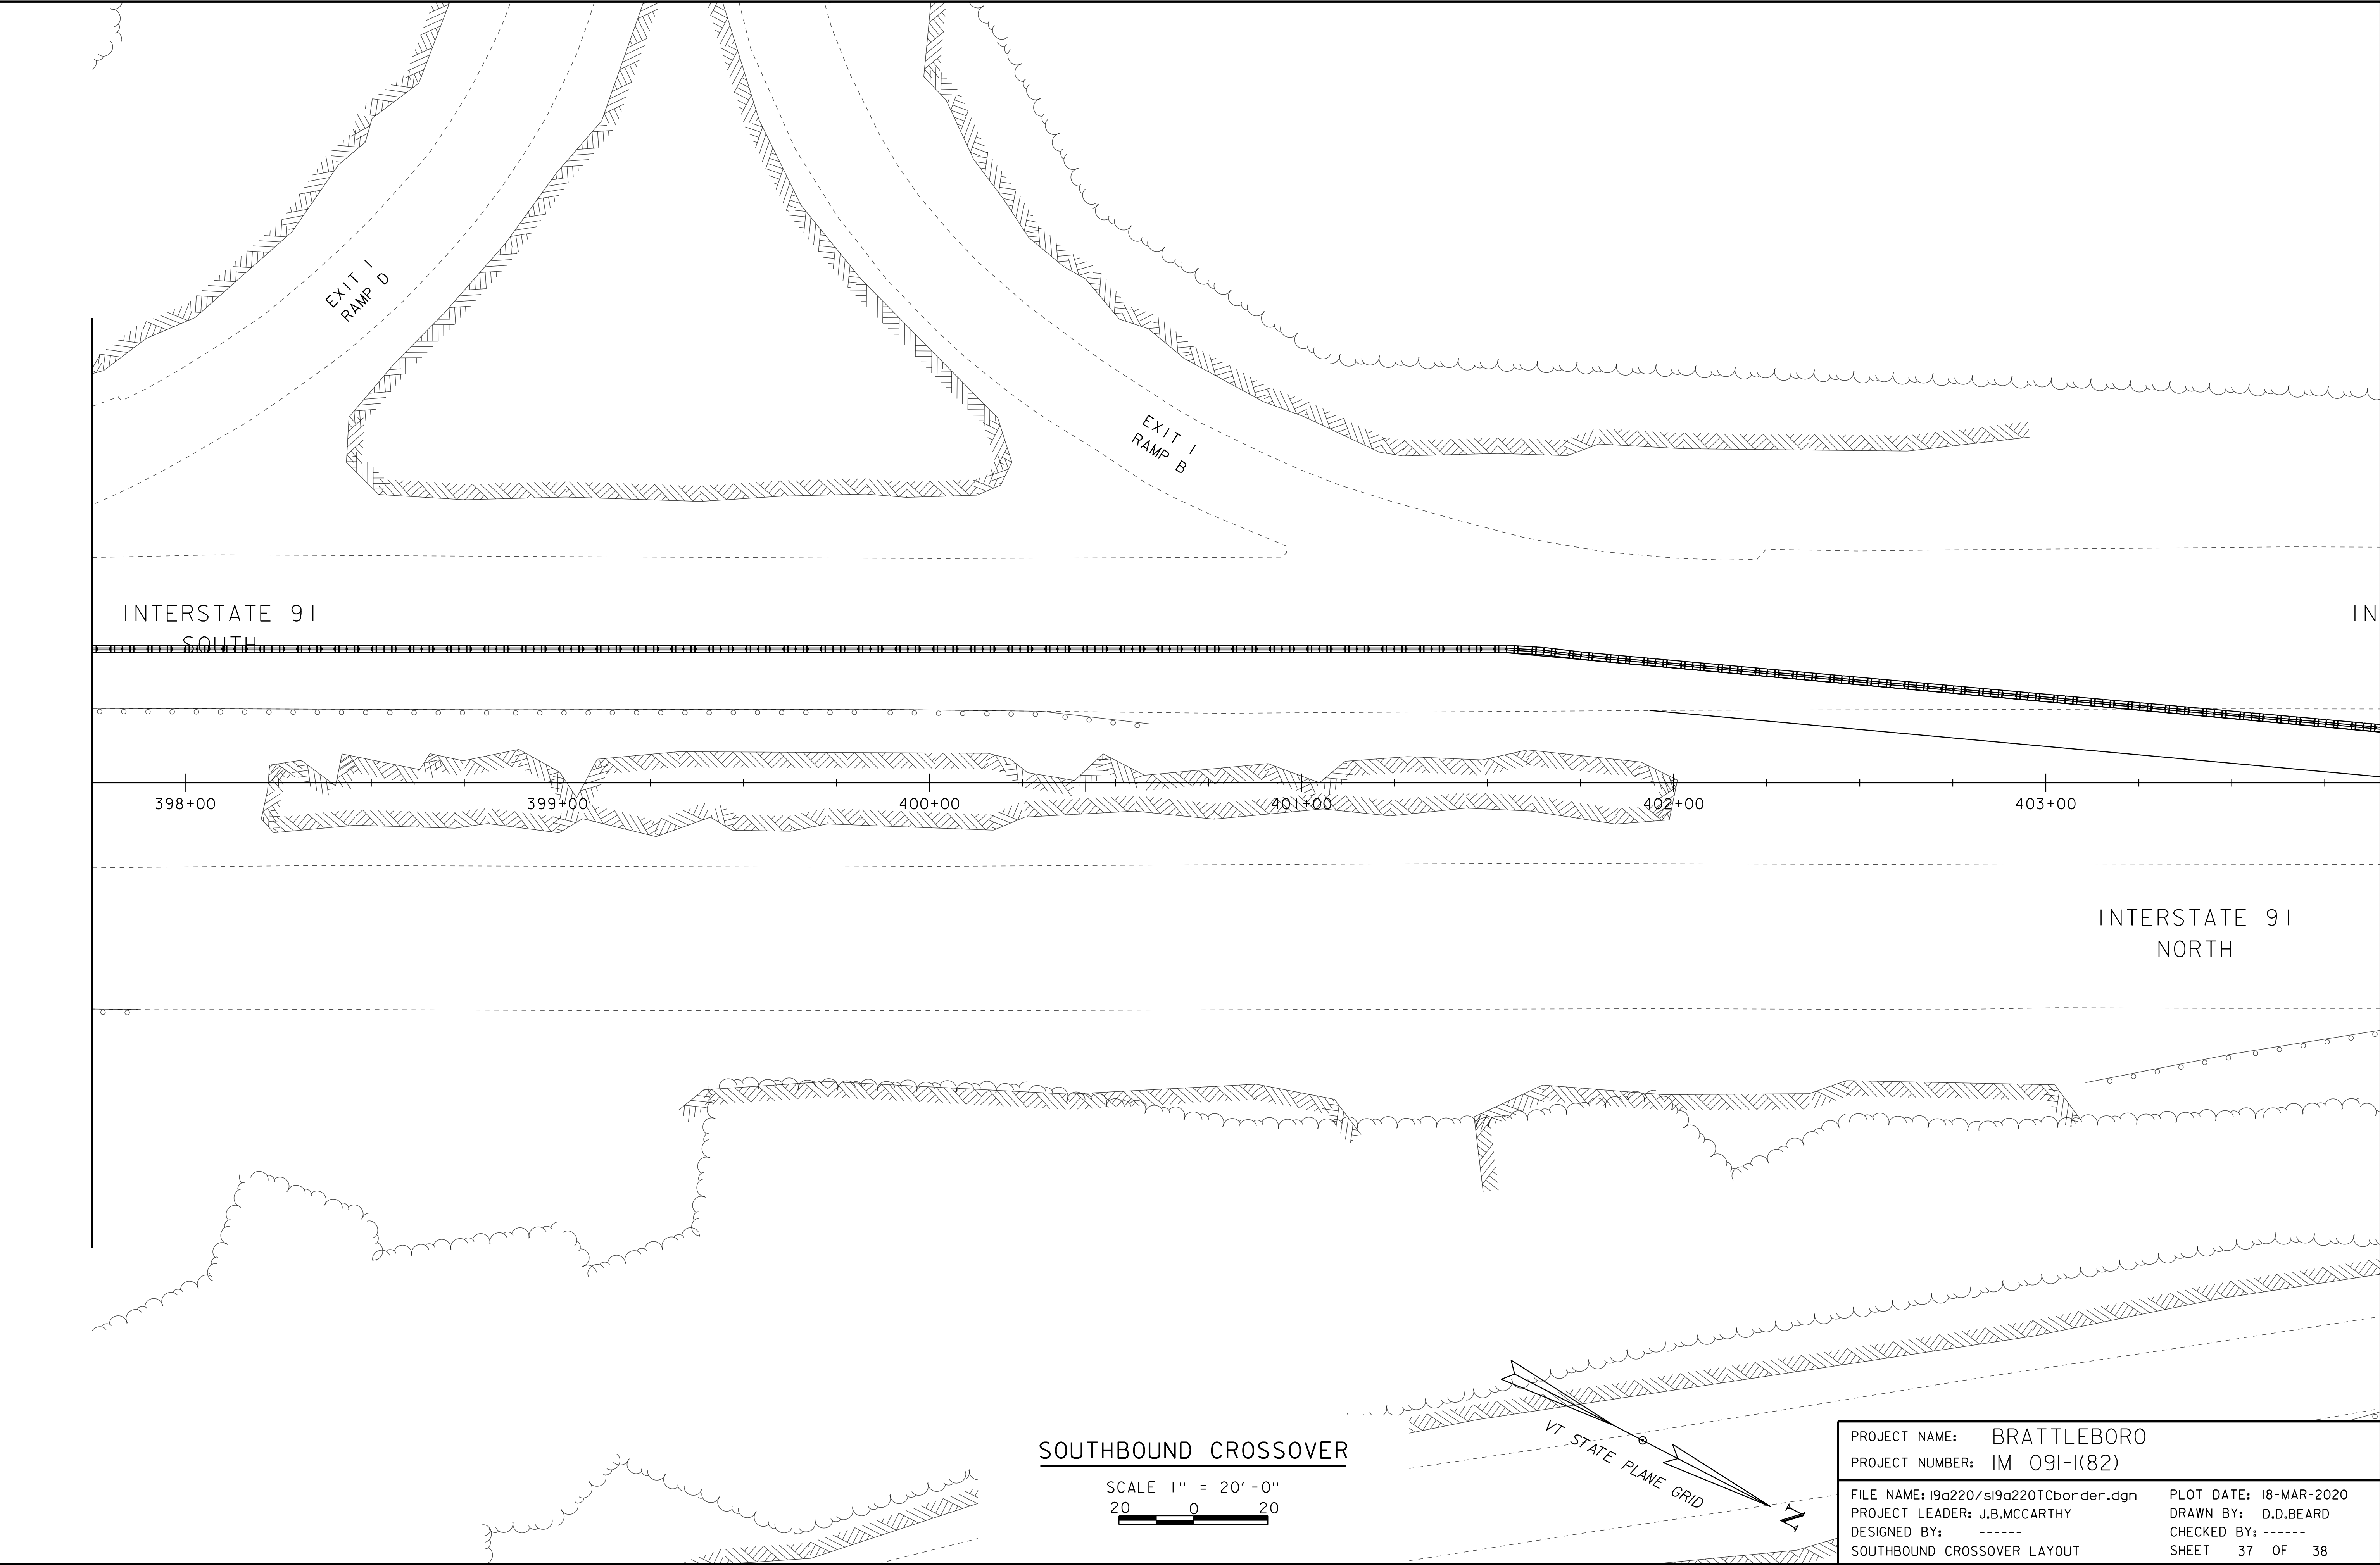 EXIT 1
RAMP D
EXIT 1
RAMP B
INTERSTATE 91
SOUTH
IN
398+00
399+00
400+00
401+00
402+00
403+00
INTERSTATE 91
NORTH
SOUTHBOUND CROSSOVER
SCALE 1" = 20'-0"
20 0 20
VT STATE PLANE GRID
N
PROJECT NAME: BRATTLEBORO
PROJECT NUMBER: IM 091-1(82)
FILE NAME: 19a220/s19a220TCborder.dgn PLOT DATE: 18-MAR-2020
PROJECT LEADER: J.B.MCCARTHY DRAWN BY: D.D.BEARD
DESIGNED BY: ------ CHECKED BY: ------
SOUTHBOUND CROSSOVER LAYOUT SHEET 37 OF 38